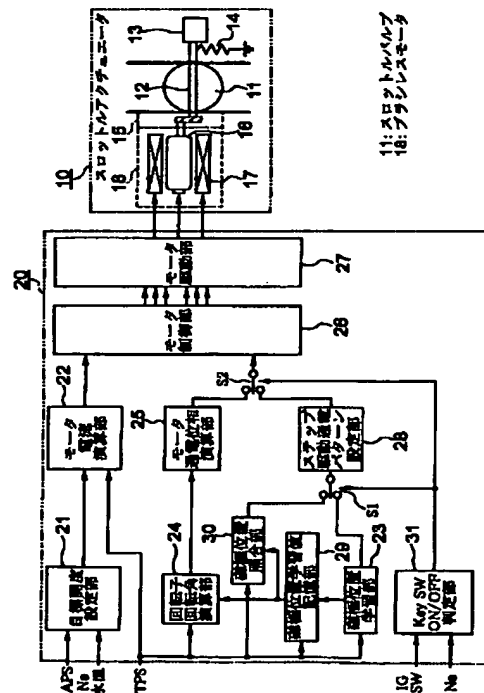 10
スロットルアクチュエータ
18
15
12
13
14
16
17
11
11: スロットルバルブ
18: ブラシレスモータ
20
APS
Ne
水温
TPS
21
目標開度
設定部
22
モータ
電流
演算部
24
回転子
回転角
演算部
25
モータ
通電位相
演算部
26
モータ
制御部
27
モータ
駆動部
30
磁極位置
照合部
29
磁極位置学習値
記憶部
23
磁極位置
学習部
28
ステップ
駆動通電
パターン
設定部
S1
S2
IG
SW
Ne
31
Key SW
ON/OFF
判定部